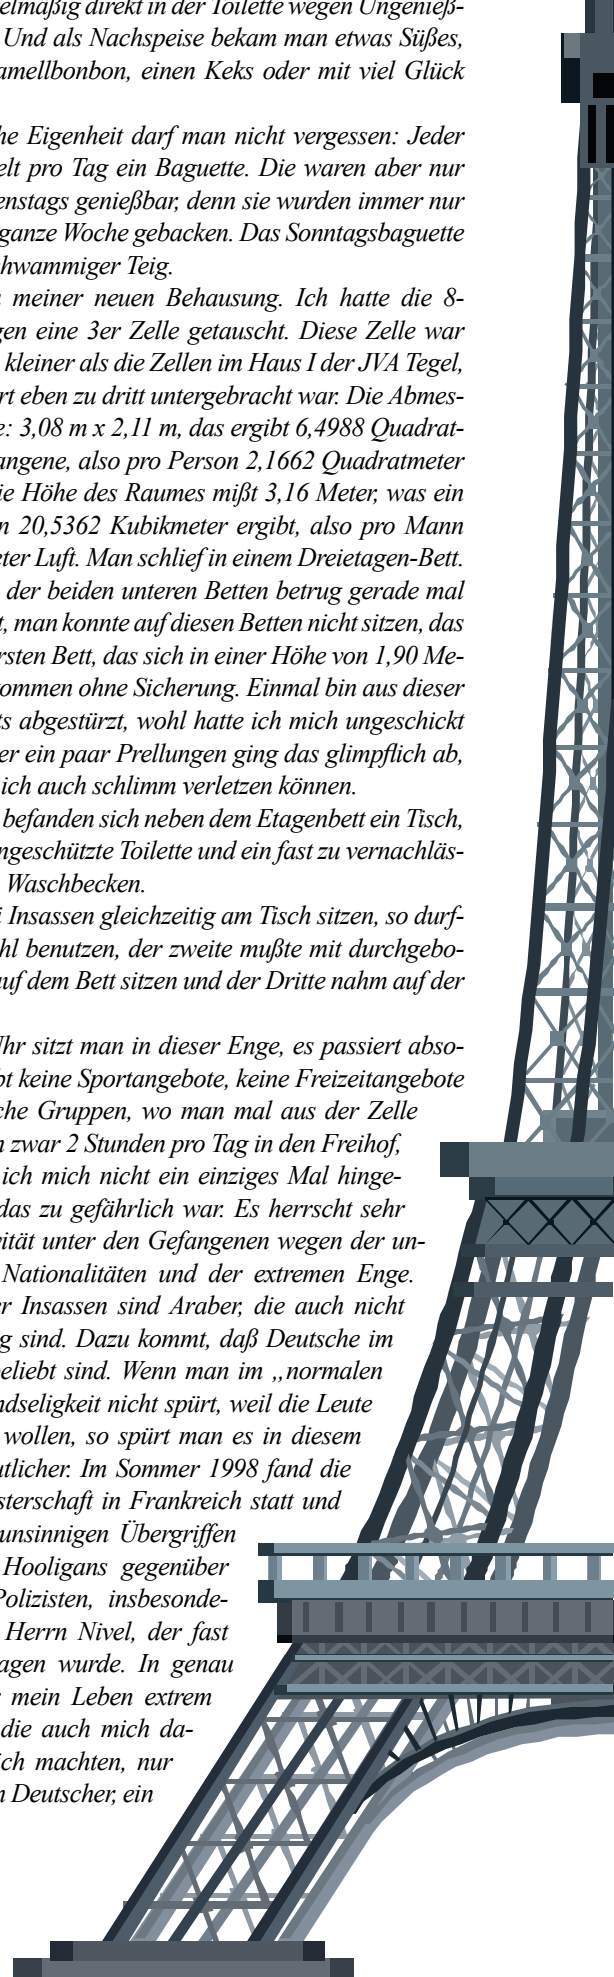 elmäßig direkt in der Toilette wegen Ungenieß-
Und als Nachspeise bekam man etwas Süßes,
amellbonbon, einen Keks oder mit viel Glück
he Eigenheit darf man nicht vergessen: Jeder
elt pro Tag ein Baguette. Die waren aber nur
enstags genießbar, denn sie wurden immer nur
ganze Woche gebacken. Das Sonntagsbaguette
hwammiger Teig.
meiner neuen Behausung. Ich hatte die 8-
gen eine 3er Zelle getauscht. Diese Zelle war
kleiner als die Zellen im Haus I der JVA Tegel,
rt eben zu dritt untergebracht war. Die Abmes-
e: 3,08 m x 2,11 m, das ergibt 6,4988 Quadrat-
angene, also pro Person 2,1662 Quadratmeter
ie Höhe des Raumes mißt 3,16 Meter, was ein
n 20,5362 Kubikmeter ergibt, also pro Mann
eter Luft. Man schlief in einem Dreietagen-Bett.
der beiden unteren Betten betrug gerade mal
t, man konnte auf diesen Betten nicht sitzen, das
rsten Bett, das sich in einer Höhe von 1,90 Me-
ommen ohne Sicherung. Einmal bin aus dieser
ts abgestürzt, wohl hatte ich mich ungeschickt
er ein paar Prellungen ging das glimpflich ab,
ich auch schlimm verletzen können.
befanden sich neben dem Etagenbett ein Tisch,
ngeschützte Toilette und ein fast zu vernachläs-
Waschbecken.
i Insassen gleichzeitig am Tisch sitzen, so durf-
hl benutzen, der zweite mußte mit durchgebo-
auf dem Bett sitzen und der Dritte nahm auf der
Uhr sitzt man in dieser Enge, es passiert abso-
bt keine Sportangebote, keine Freizeitangebote
che Gruppen, wo man mal aus der Zelle
n zwar 2 Stunden pro Tag in den Freihof,
ich mich nicht ein einziges Mal hinge-
das zu gefährlich war. Es herrscht sehr
vität unter den Gefangenen wegen der un-
Nationalitäten und der extremen Enge.
er Insassen sind Araber, die auch nicht
g sind. Dazu kommt, daß Deutsche im
beliebt sind. Wenn man im „normalen
ndseligkeit nicht spürt, weil die Leute
wollen, so spürt man es in diesem
utlicher. Im Sommer 1998 fand die
sterschaft in Frankreich statt und
unsinnigen Übergriffen
Hooligans gegenüber
Polizisten, insbesonde-
Herrn Nivel, der fast
agen wurde. In genau
mein Leben extrem
die auch mich da-
ich machten, nur
n Deutscher, ein